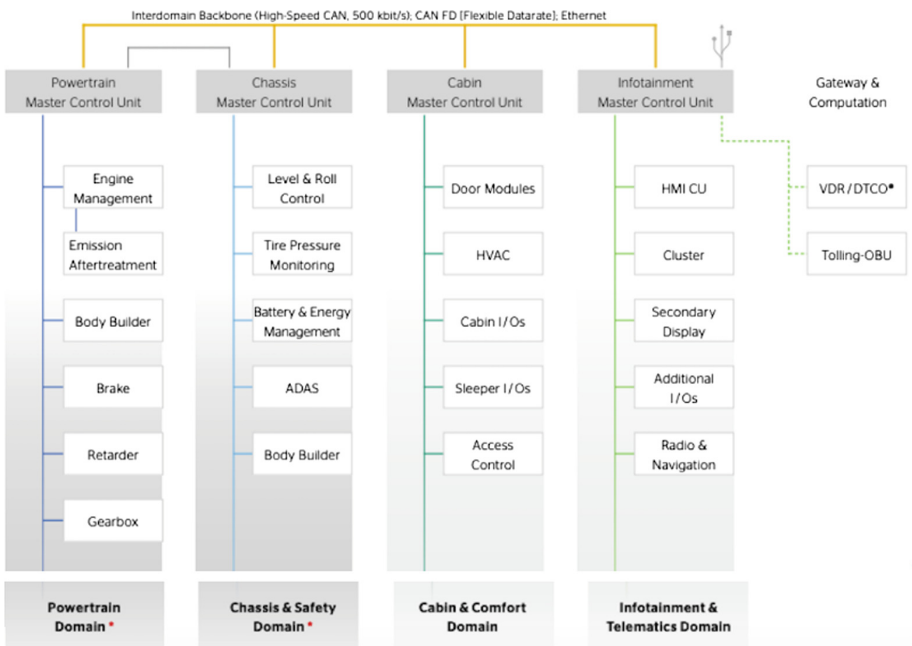 Interdomain Backbone (High-Speed CAN, 500 kbit/s); CAN FD [Flexible Datarate]; Ethernet
Powertrain
Master Control Unit
Chassis
Master Control Unit
Cabin
Master Control Unit
Infotainment
Master Control Unit
Gateway &
Computation
Engine
Management
Emission
Aftertreatment
Body Builder
Brake
Retarder
Gearbox
Level & Roll
Control
Tire Pressure
Monitoring
Battery & Energy
Management
ADAS
Body Builder
Door Modules
HVAC
Cabin I/Os
Sleeper I/Os
Access
Control
HMI CU
Cluster
Secondary
Display
Additional
I/Os
Radio &
Navigation
VDR/DTCO*
Tolling-OBU
Powertrain
Domain *
Chassis & Safety
Domain *
Cabin & Comfort
Domain
Infotainment &
Telematics Domain